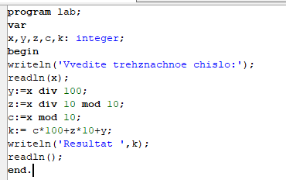 program lab;
var
x,y,z,c,k: integer;
begin
writeln('Vvedite trehznachnoe chislo:');
readln(x);
y:=x div 100;
z:=x div 10 mod 10;
c:=x mod 10;
k:= c*100+z*10+y;
writeln('Resultat ',k);
readln();
end.